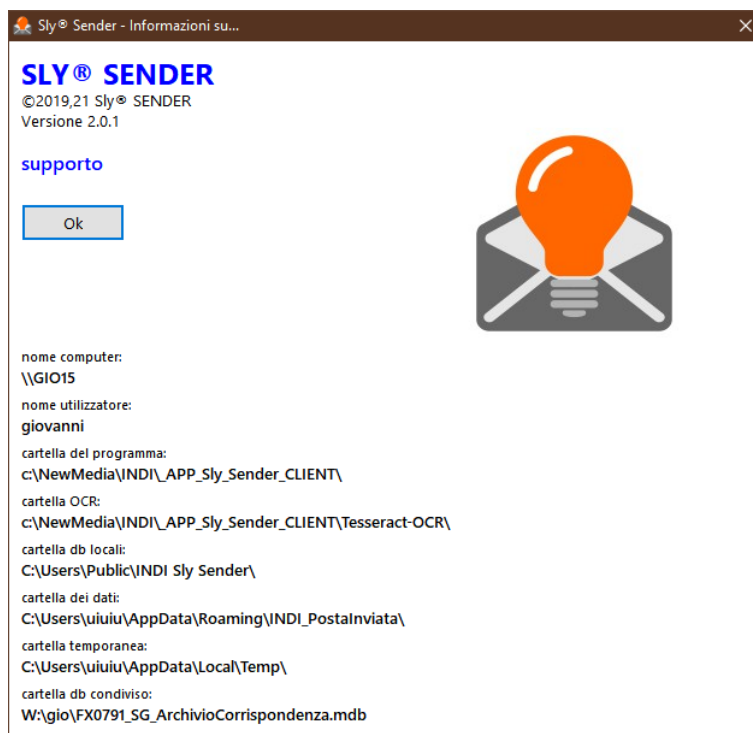 Sly® Sender - Informazioni su...
SLY® SENDER
©2019,21 Sly® SENDER
Versione 2.0.1
supporto
Ok
nome computer:
\\GIO15
nome utilizzatore:
giovanni
cartella del programma:
c:\NewMedia\INDI\_APP_Sly_Sender_CLIENT\
cartella OCR:
c:\NewMedia\INDI\_APP_Sly_Sender_CLIENT\Tesseract-OCR\
cartella db locali:
C:\Users\Public\INDI Sly Sender\
cartella dei dati:
C:\Users\uiuiu\AppData\Roaming\INDI_PostaInviata\
cartella temporanea:
C:\Users\uiuiu\AppData\Local\Temp\
cartella db condiviso:
W:\gio\FX0791_SG_ArchivioCorrispondenza.mdb